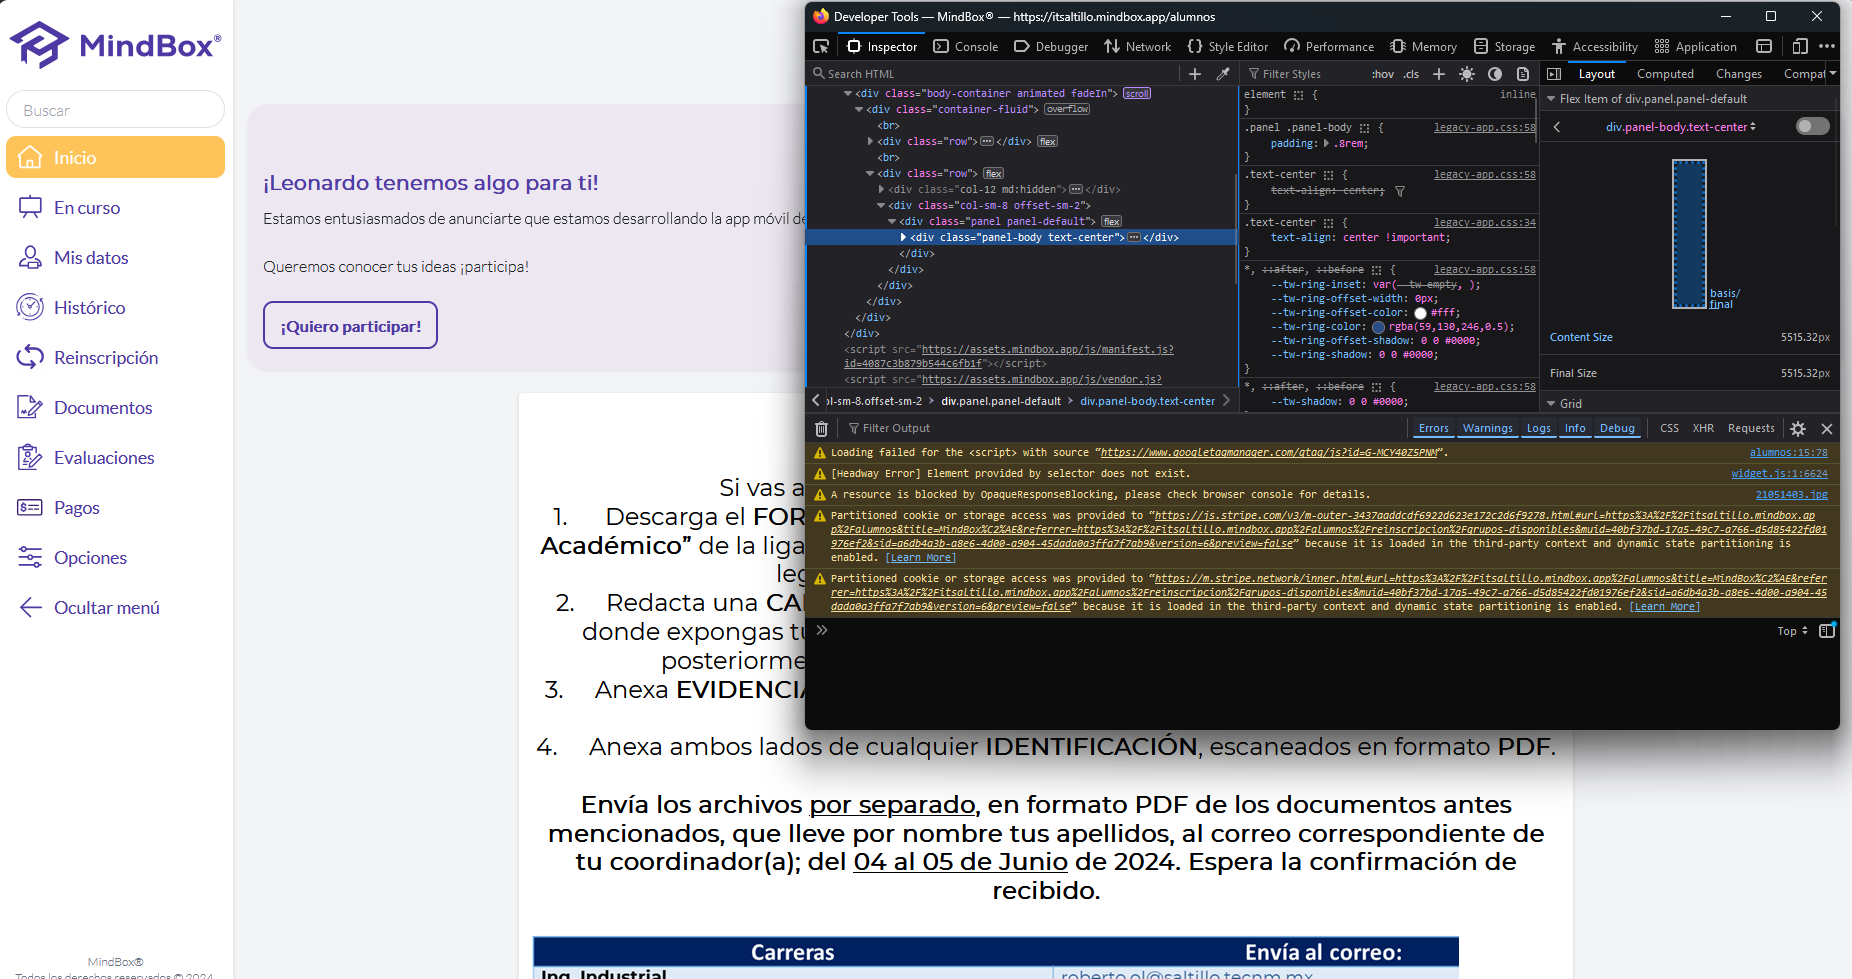 MindBox®
Buscar
Inicio
En curso
Mis datos
Histórico
Reinscripción
Documentos
Evaluaciones
Pagos
Opciones
Ocultar menú
MindBox®
Todos los derechos reservados © 2024
¡Leonardo tenemos algo para ti!
Estamos entusiasmados de anunciarte que estamos desarrollando la app móvil de
Queremos conocer tus ideas ¡participa!
¡Quiero participar!
Si vas a
1. Descarga el FOR
Académico” de la liga
leg
2. Redacta una CA
donde expongas tu
posteriorme
3. Anexa EVIDENCIA
4. Anexa ambos lados de cualquier IDENTIFICACIÓN, escaneados en formato PDF.
Envía los archivos por separado, en formato PDF de los documentos antes
mencionados, que lleve por nombre tus apellidos, al correo correspondiente de
tu coordinador(a); del 04 al 05 de Junio de 2024. Espera la confirmación de
recibido.
Carreras Envía al correo:
Ing. Industrial roberto.gl@saltillo.tecnm.mx
Developer Tools — MindBox® — https://itsaltillo.mindbox.app/alumnos
Inspector Console Debugger Network Style Editor Performance Memory Storage Accessibility Application
Search HTML
<div class="body-container animated fadeIn"> scroll
<div class="container-fluid"> overflow
<br>
<div class="row"> ⋯ </div> flex
<br>
<div class="row"> flex
<div class="col-12 md:hidden"> ⋯ </div>
<div class="col-sm-8 offset-sm-2">
<div class="panel panel-default"> flex
<div class="panel-body text-center"> ⋯ </div>
</div>
</div>
</div>
</div>
</div>
</div>
<script src="https://assets.mindbox.app/js/manifest.js?
id=4087c3b879b544c6fb1f"></script>
<script src="https://assets.mindbox.app/js/vendor.js?
ol-sm-8.offset-sm-2 > div.panel.panel-default > div.panel-body.text-center
Filter Styles :hov .cls
element { inline
}
.panel .panel-body { legacy-app.css:58
padding: .8rem;
}
.text-center { legacy-app.css:58
text-align: center;
}
.text-center { legacy-app.css:34
text-align: center !important;
}
*, ::after, ::before { legacy-app.css:58
--tw-ring-inset: var(--tw-empty, );
--tw-ring-offset-width: 0px;
--tw-ring-offset-color: #fff;
--tw-ring-color: rgba(59,130,246,0.5);
--tw-ring-offset-shadow: 0 0 #0000;
--tw-ring-shadow: 0 0 #0000;
}
*, ::after, ::before { legacy-app.css:58
--tw-shadow: 0 0 #0000;
Layout Computed Changes Compat
Flex Item of div.panel.panel-default
div.panel-body.text-center
basis/
final
Content Size 5515.32px
Final Size 5515.32px
Grid
Filter Output Errors Warnings Logs Info Debug CSS XHR Requests
Loading failed for the <script> with source “https://www.googletagmanager.com/gtag/js?id=G-MCY40Z5PNM”. alumnos:15:78
[Headway Error] Element provided by selector does not exist. widget.js:1:6624
A resource is blocked by OpaqueResponseBlocking, please check browser console for details. 21051403.jpg
Partitioned cookie or storage access was provided to “https://js.stripe.com/v3/m-outer-3437aaddcdf6922d623e172c2d6f9278.html#url=https%3A%2F%2Fitsaltillo.mindbox.ap
p%2Falumnos&title=MindBox%C2%AE&referrer=https%3A%2F%2Fitsaltillo.mindbox.app%2Falumnos%2Freinscripcion%2Fgrupos-disponibles&muid=40bf37bd-17a5-49c7-a766-d5d85422fd01
976ef2&sid=a6db4a3b-a8e6-4d00-a904-45dada0a3ffa7f7ab9&version=6&preview=false” because it is loaded in the third-party context and dynamic state partitioning is
enabled. [Learn More]
Partitioned cookie or storage access was provided to “https://m.stripe.network/inner.html#url=https%3A%2F%2Fitsaltillo.mindbox.app%2Falumnos&title=MindBox%C2%AE&refer
rer=https%3A%2F%2Fitsaltillo.mindbox.app%2Falumnos%2Freinscripcion%2Fgrupos-disponibles&muid=40bf37bd-17a5-49c7-a766-d5d85422fd01976ef2&sid=a6db4a3b-a8e6-4d00-a904-45
dada0a3ffa7f7ab9&version=6&preview=false” because it is loaded in the third-party context and dynamic state partitioning is enabled. [Learn More]
Top